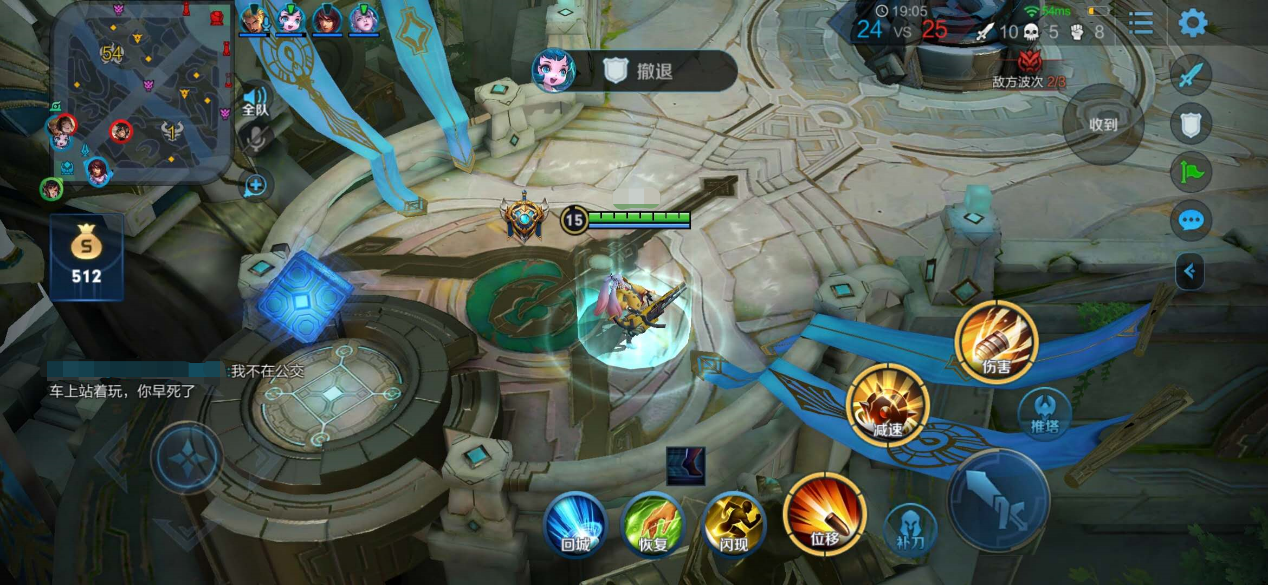 54
1
全队
S
512
:我不在公交
车上站着玩，你早死了
撤退
15
19:05
54ms
24 VS 25
10
5
8
敌方波次 2/3
收到
伤害
减速
推塔
位移
补刀
回城
恢复
闪现